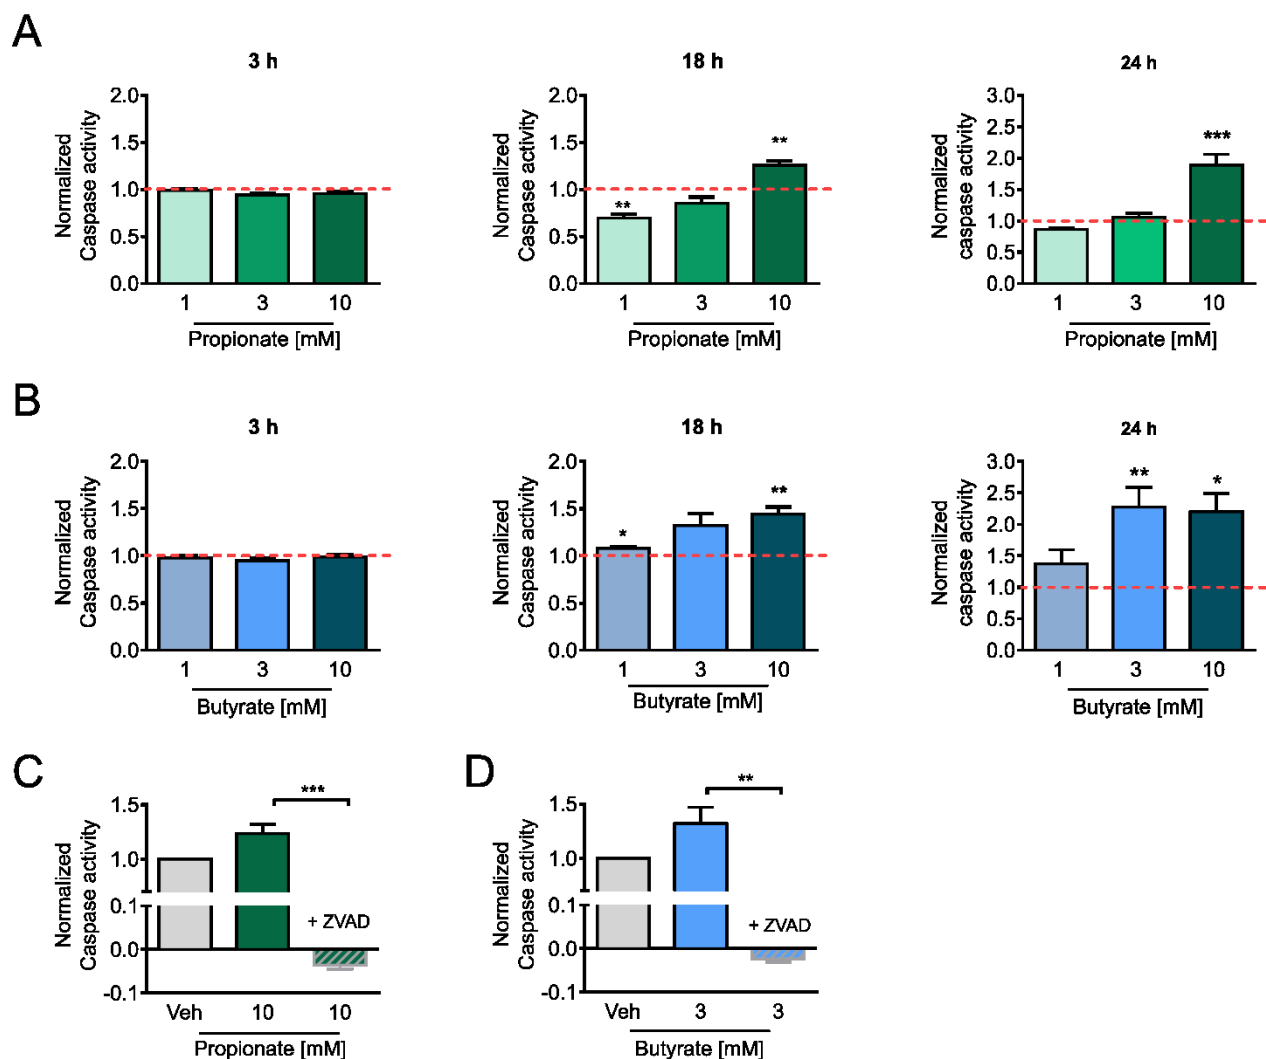 A
3 h
Normalized
Caspase activity
2.0
1.5
1.0
0.5
0.0
1 3 10
Propionate [mM]
18 h
Normalized
Caspase activity
2.0
1.5
1.0
0.5
0.0
**
**
1 3 10
Propionate [mM]
24 h
Normalized
caspase activity
3.0
2.5
2.0
1.5
1.0
0.5
0.0
***
1 3 10
Propionate [mM]
B
3 h
Normalized
Caspase activity
2.0
1.5
1.0
0.5
0.0
1 3 10
Butyrate [mM]
18 h
Normalized
Caspase activity
2.0
1.5
1.0
0.5
0.0
*
**
1 3 10
Butyrate [mM]
24 h
Normalized
caspase activity
3.0
2.5
2.0
1.5
1.0
0.5
0.0
**
*
1 3 10
Butyrate [mM]
C
Normalized
Caspase activity
1.5
1.0
0.1
0.0
-0.1
***
+ ZVAD
Veh 10 10
Propionate [mM]
D
Normalized
Caspase activity
1.5
1.0
0.1
0.0
-0.1
**
+ ZVAD
Veh 3 3
Butyrate [mM]